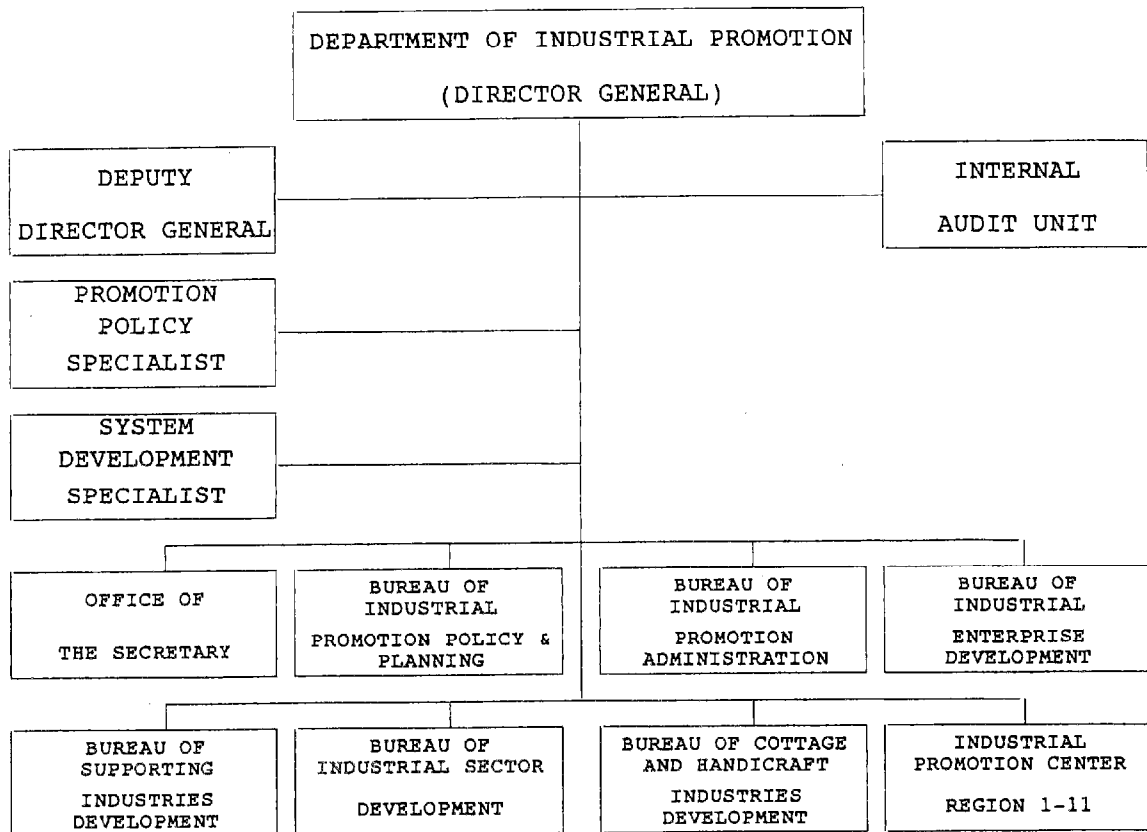 DEPARTMENT OF INDUSTRIAL PROMOTION
(DIRECTOR GENERAL)
DEPUTY
DIRECTOR GENERAL
INTERNAL
AUDIT UNIT
PROMOTION
POLICY
SPECIALIST
SYSTEM
DEVELOPMENT
SPECIALIST
OFFICE OF
THE SECRETARY
BUREAU OF
INDUSTRIAL
PROMOTION POLICY &
PLANNING
BUREAU OF
INDUSTRIAL
PROMOTION
ADMINISTRATION
BUREAU OF
INDUSTRIAL
ENTERPRISE
DEVELOPMENT
BUREAU OF
SUPPORTING
INDUSTRIES
DEVELOPMENT
BUREAU OF
INDUSTRIAL SECTOR
DEVELOPMENT
BUREAU OF COTTAGE
AND HANDICRAFT
INDUSTRIES
DEVELOPMENT
INDUSTRIAL
PROMOTION CENTER
REGION 1-11